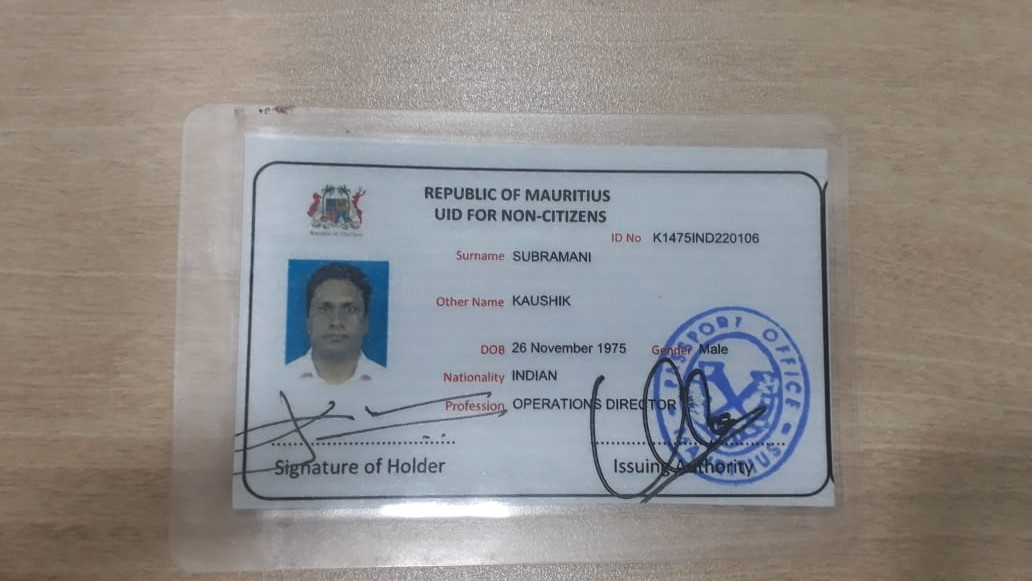 REPUBLIC OF MAURITIUS
UID FOR NON-CITIZENS
ID No K1475IND220106
Surname SUBRAMANI
Other Name KAUSHIK
DOB 26 November 1975 Gender Male
Nationality INDIAN
Profession OPERATIONS DIRECTOR
Signature of Holder
Issuing Authority
PASSPORT OFFICE
MAURITIUS